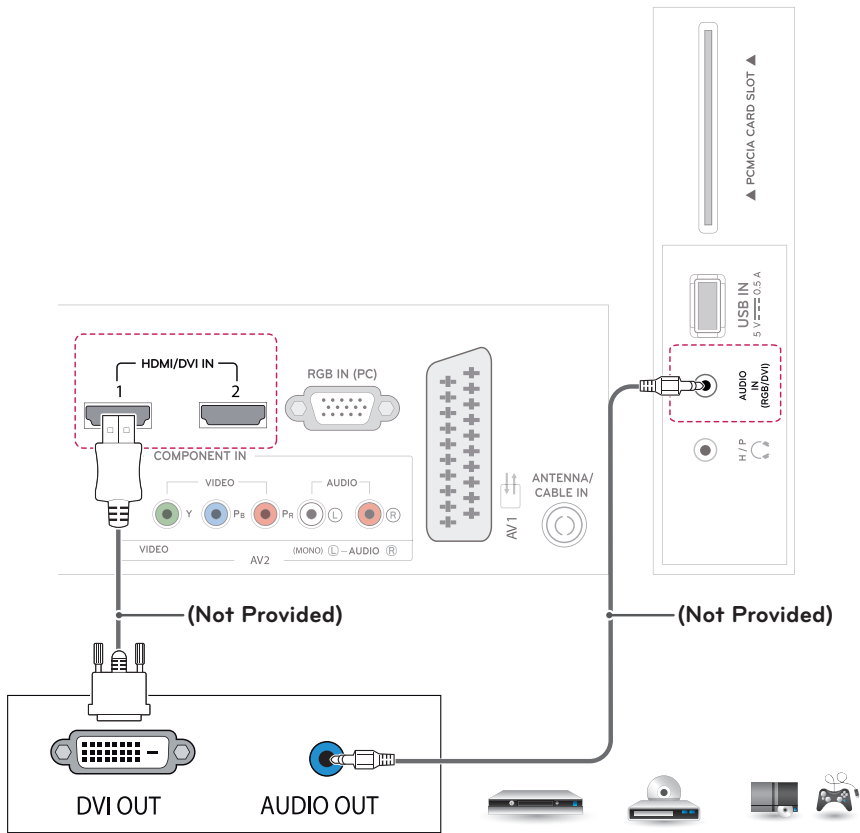 ▲ PCMCIA CARD SLOT ▲
USB IN
5 V 0.5 A
AUDIO
IN
(RGB/DVI)
H / P
HDMI/DVI IN
1 2
RGB IN (PC)
COMPONENT IN
VIDEO AUDIO
Y PB PR L R
VIDEO (MONO) L – AUDIO R
AV2
AV1
ANTENNA/
CABLE IN
(Not Provided)
(Not Provided)
DVI OUT
AUDIO OUT